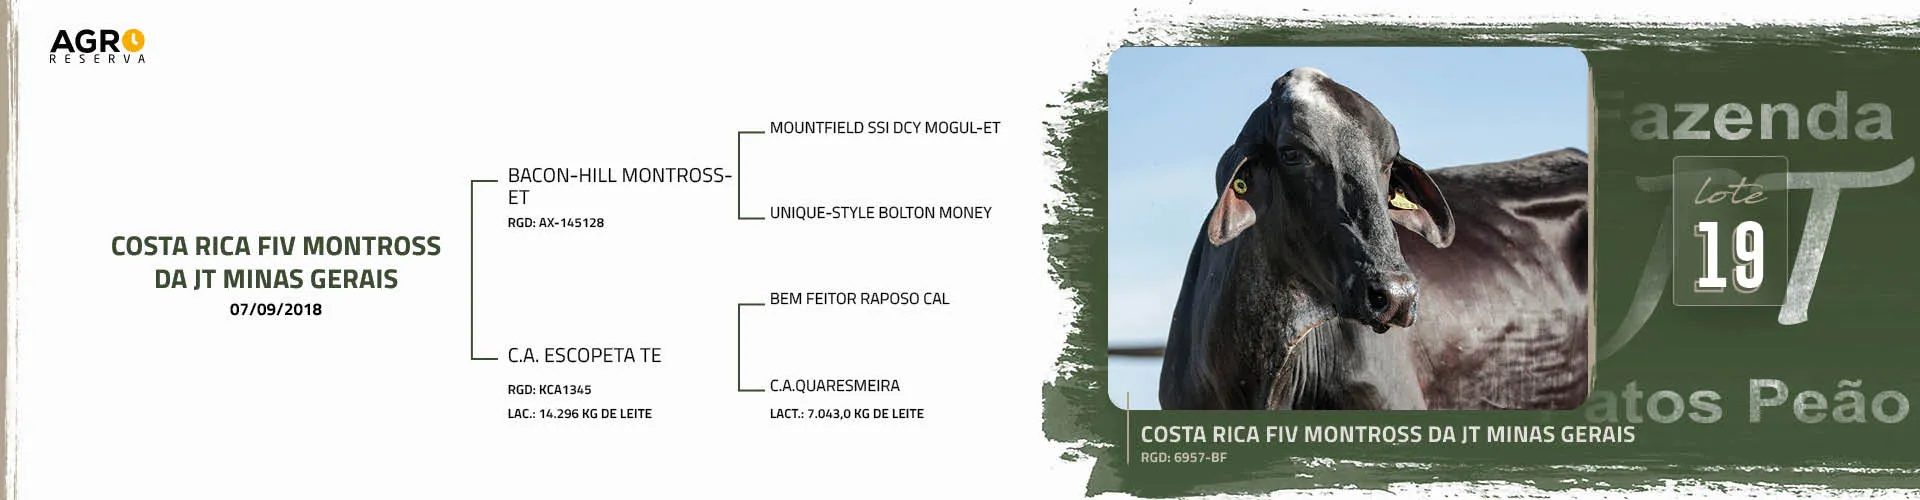 AGRO
RESERVA
COSTA RICA FIV MONTROSS
DA JT MINAS GERAIS
07/09/2018
BACON-HILL MONTROSS-
ET
RGD: AX-145128
MOUNTFIELD SSI DCY MOGUL-ET
UNIQUE-STYLE BOLTON MONEY
C.A. ESCOPETA TE
RGD: KCA1345
LAC.: 14.296 KG DE LEITE
BEM FEITOR RAPOSO CAL
C.A.QUARESMEIRA
LACT.: 7.043,0 KG DE LEITE
Fazenda
JT
lote
19
atos Peão
COSTA RICA FIV MONTROSS DA JT MINAS GERAIS
RGD: 6957-BF